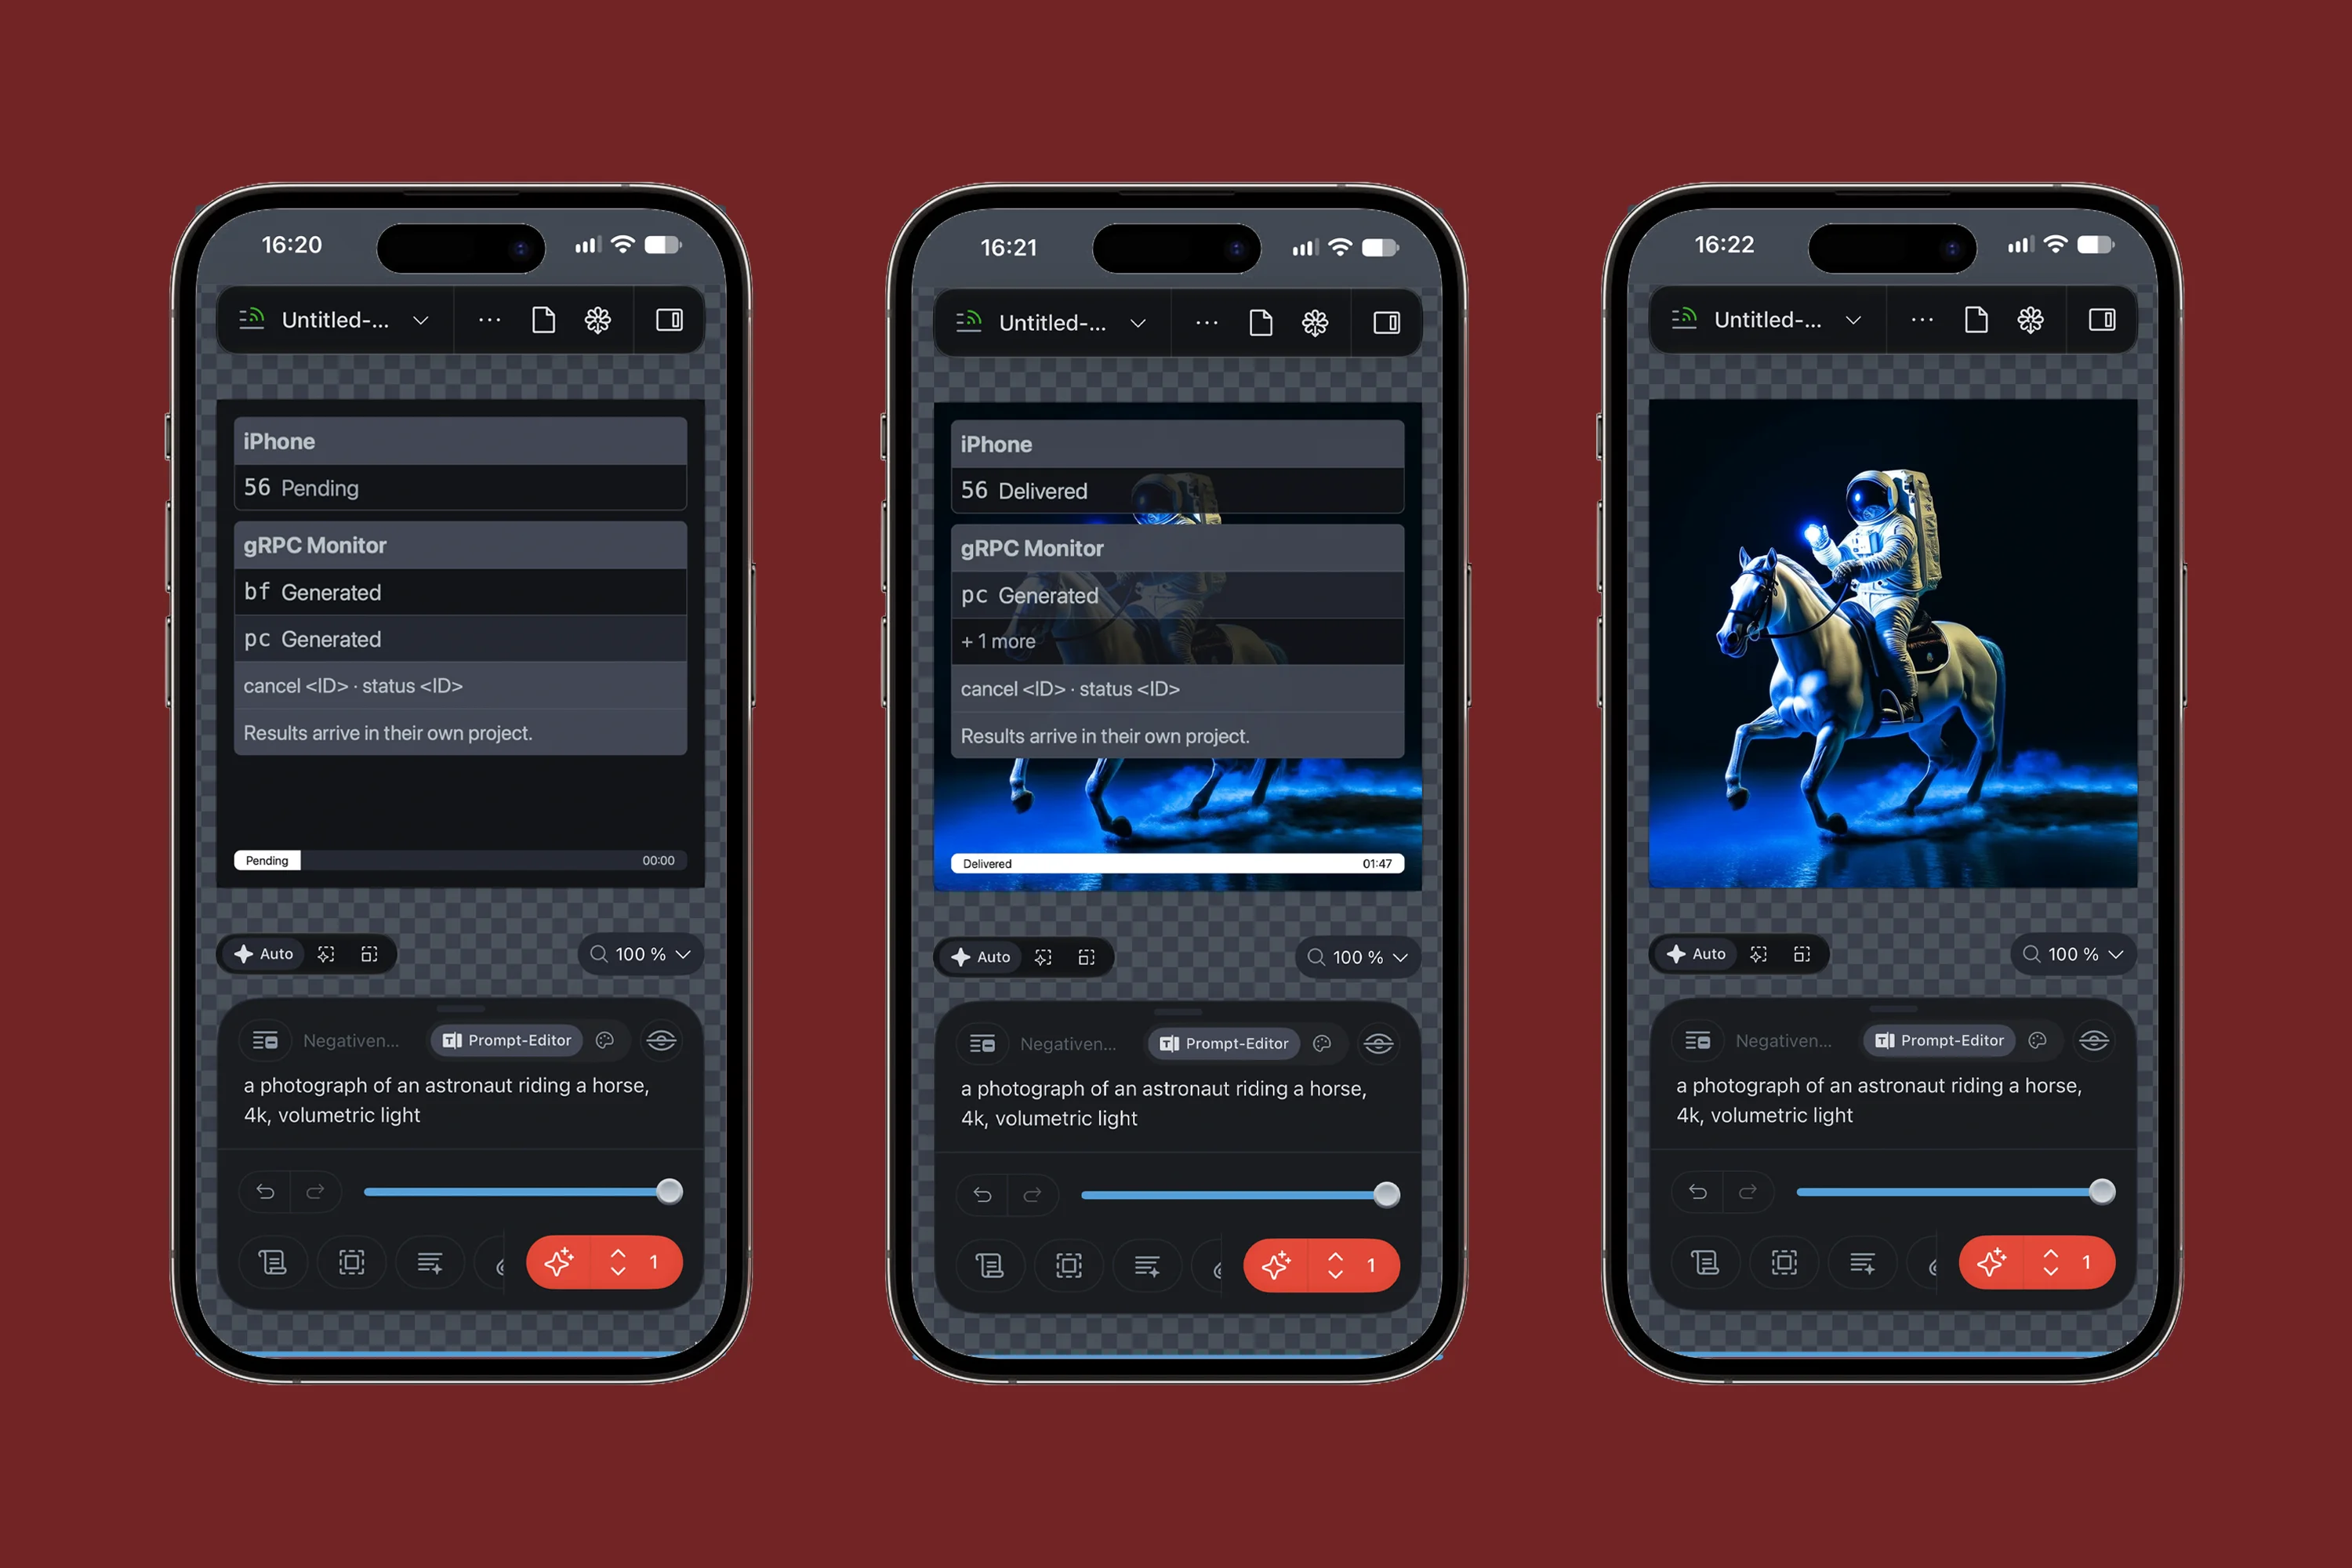 16:20
Untitled-...
iPhone
56 Pending
gRPC Monitor
bf Generated
pc Generated
cancel <ID> · status <ID>
Results arrive in their own project.
Pending 00:00
Auto 100 %
Negativen... Prompt-Editor
a photograph of an astronaut riding a horse,
4k, volumetric light
1
16:21
Untitled-...
iPhone
56 Delivered
gRPC Monitor
pc Generated
+ 1 more
cancel <ID> · status <ID>
Results arrive in their own project.
Delivered 01:47
Auto 100 %
Negativen... Prompt-Editor
a photograph of an astronaut riding a horse,
4k, volumetric light
1
16:22
Untitled-...
Auto 100 %
Negativen... Prompt-Editor
a photograph of an astronaut riding a horse,
4k, volumetric light
1